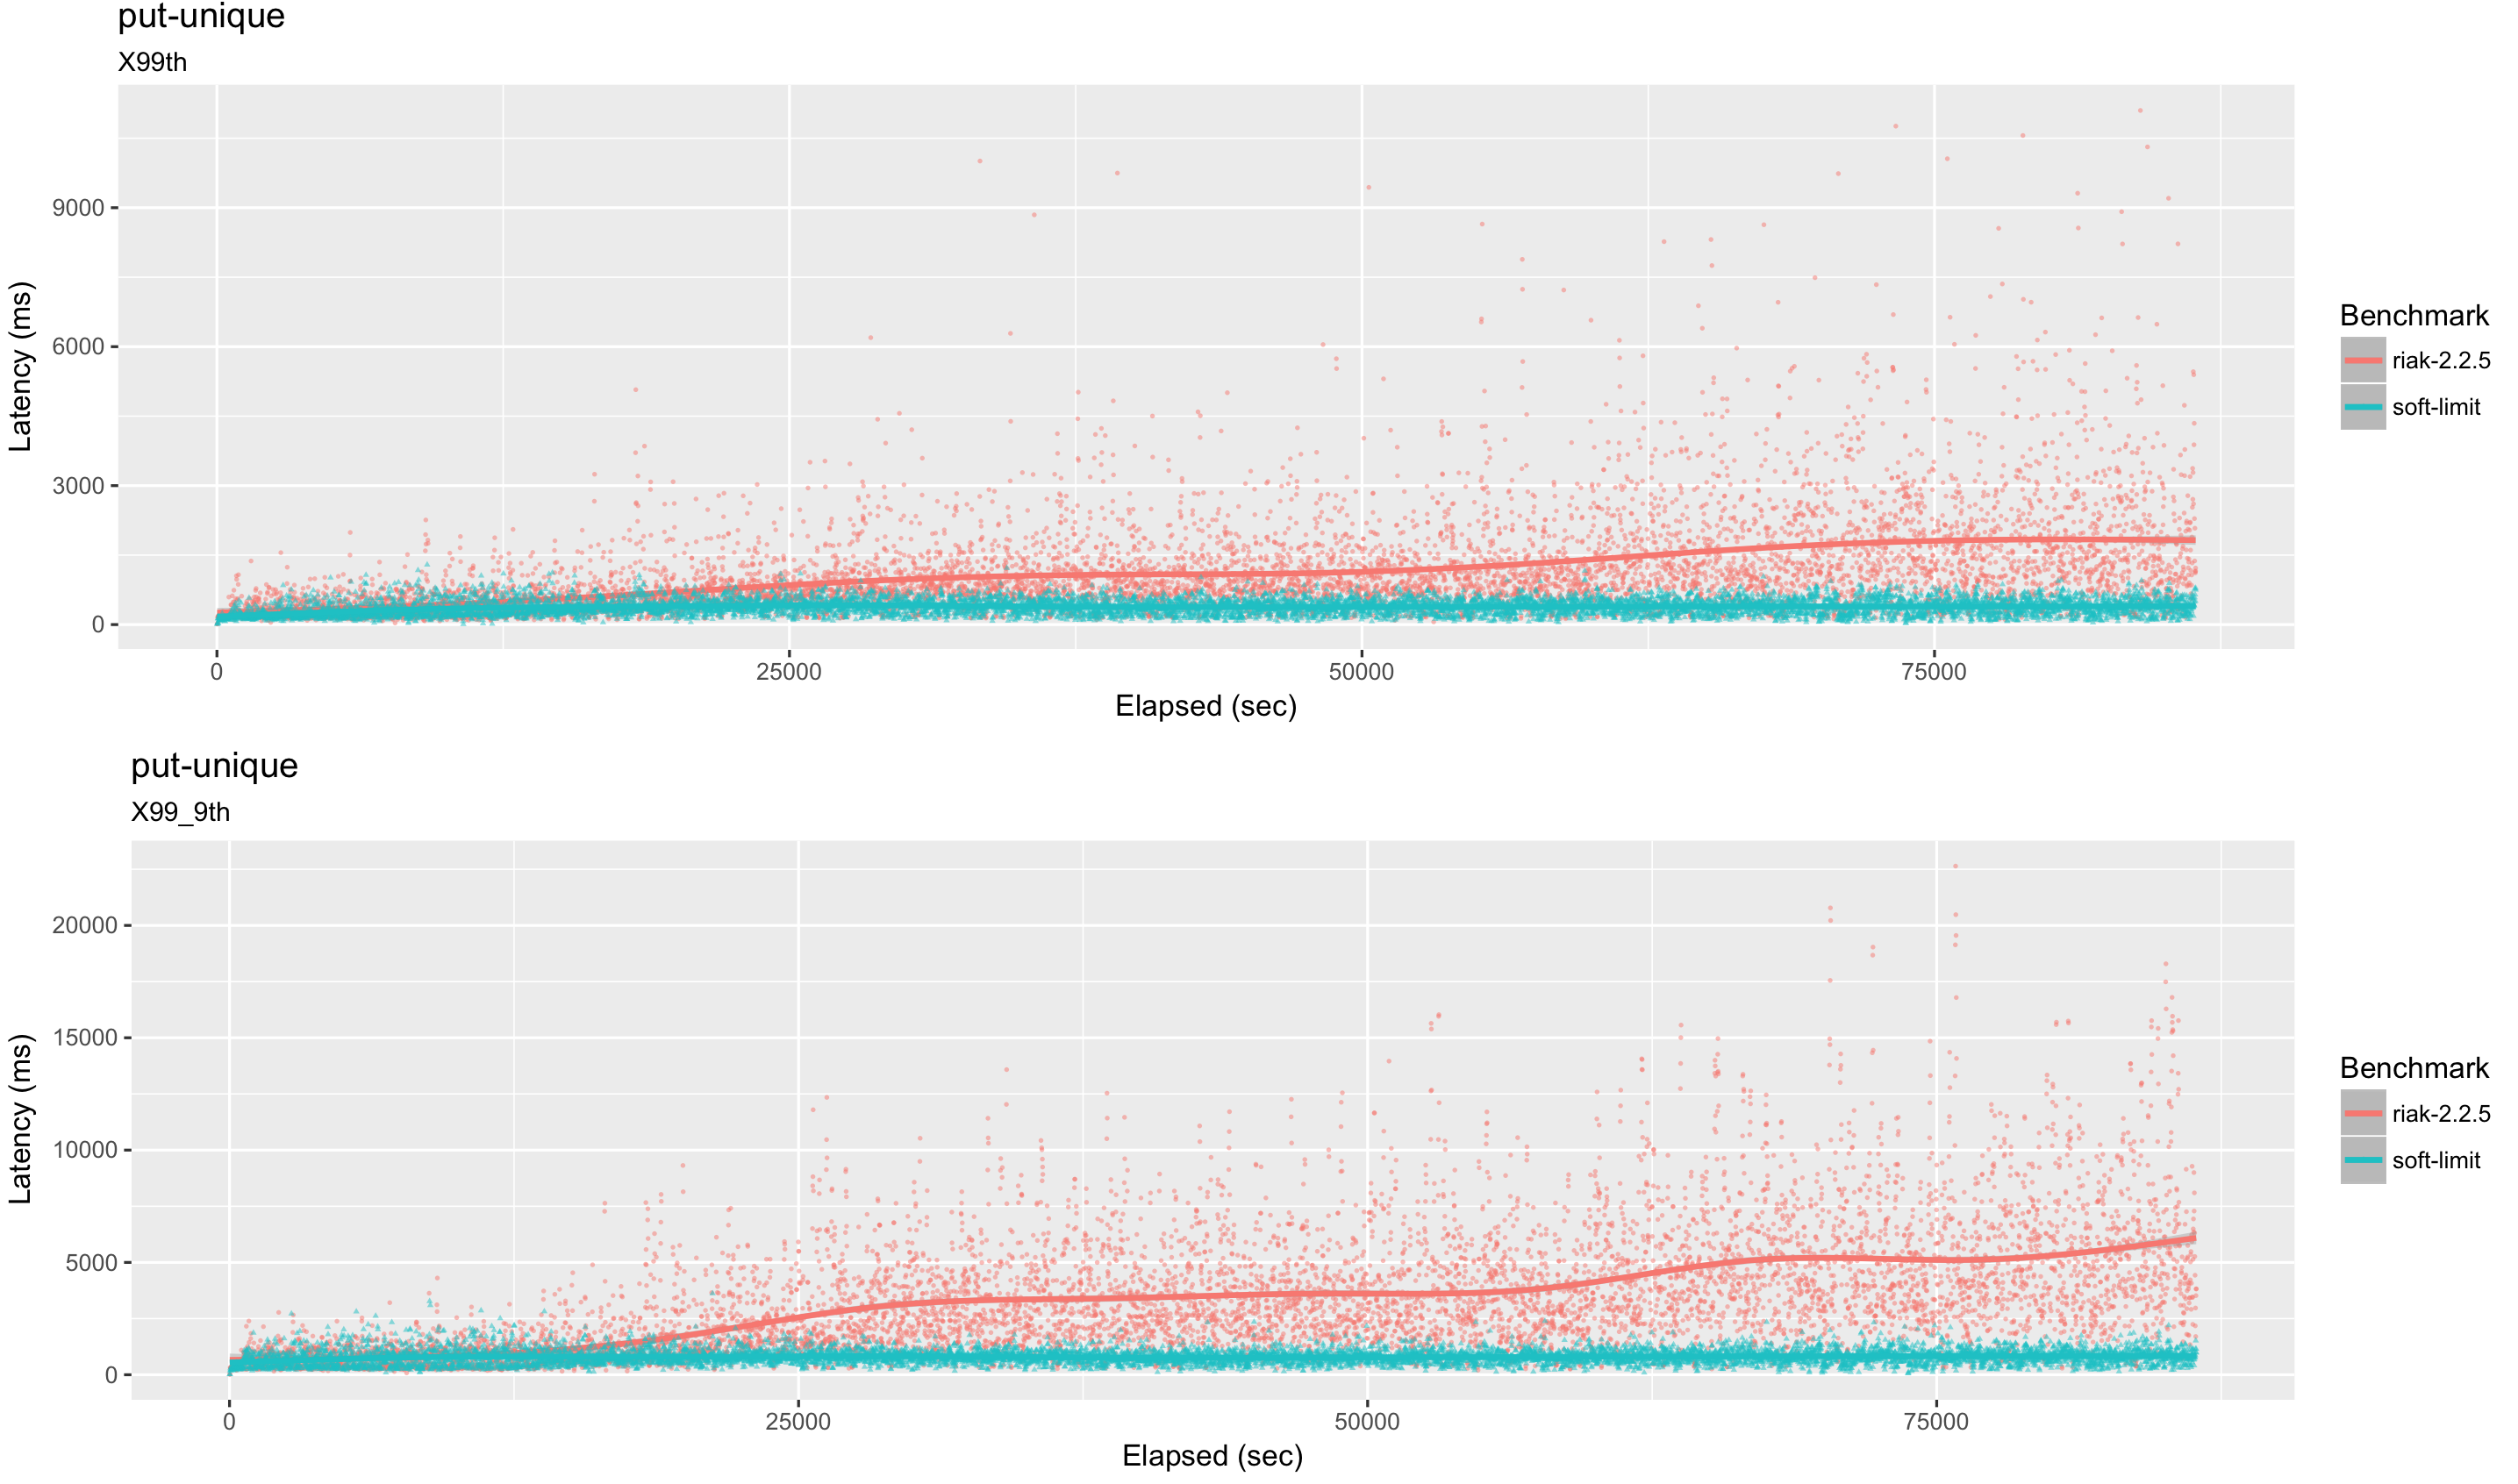 put-unique
X99th
Latency (ms)
9000
6000
3000
0
0 25000 50000 75000
Elapsed (sec)
Benchmark
riak-2.2.5
soft-limit
put-unique
X99_9th
Latency (ms)
20000
15000
10000
5000
0
0 25000 50000 75000
Elapsed (sec)
Benchmark
riak-2.2.5
soft-limit